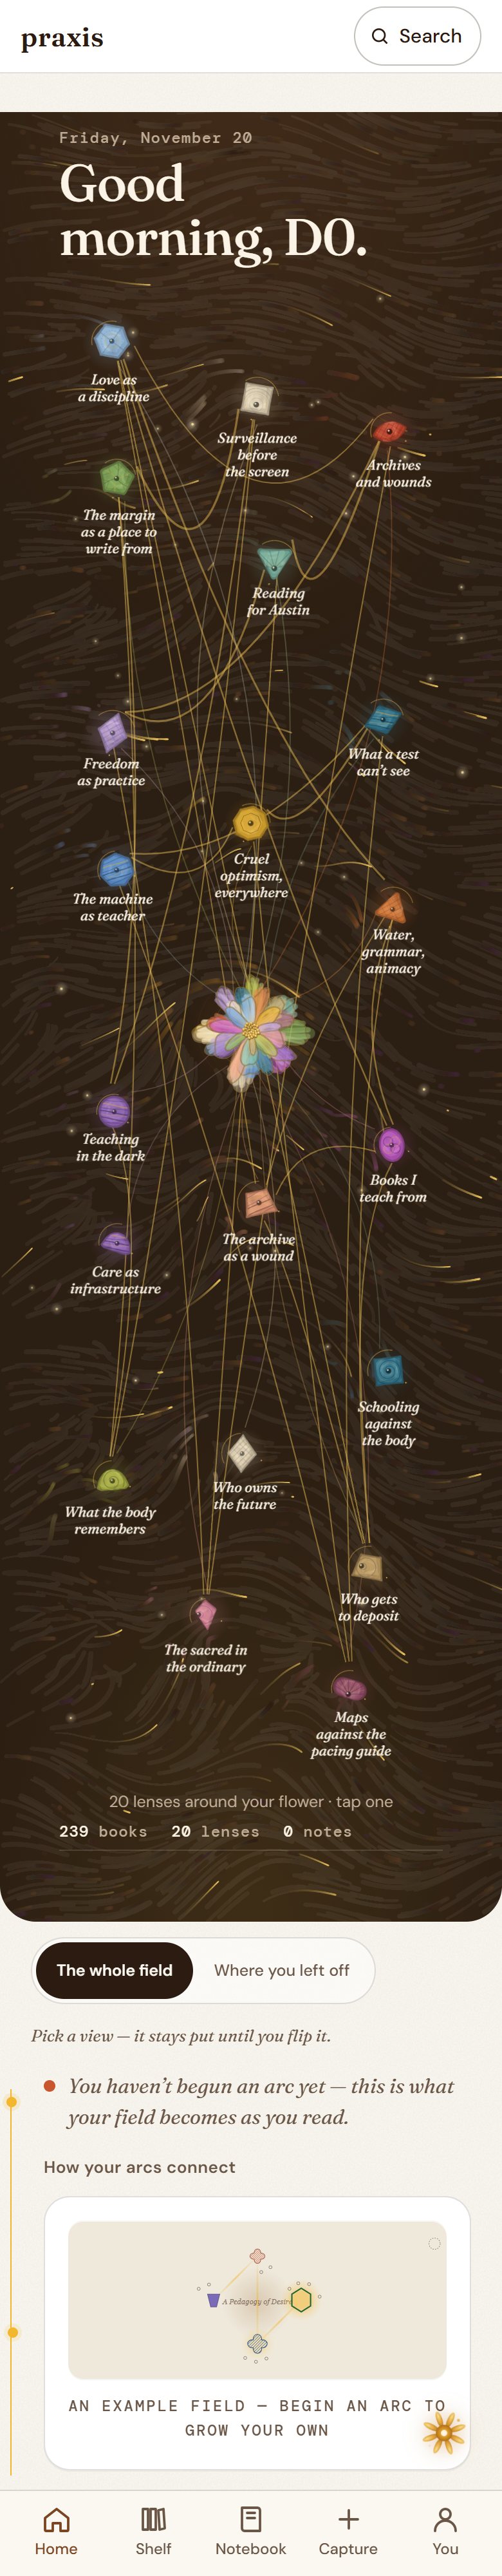 praxis
Search
Friday, November 20
Good
morning, D0.
Love as
a discipline
Surveillance
before
the screen
Archives
and wounds
The margin
as a place to
write from
Reading
for Austin
Freedom
as practice
What a test
can't see
Cruel
optimism,
everywhere
The machine
as teacher
Water,
grammar,
animacy
Teaching
in the dark
Books I
teach from
The archive
as a wound
Care as
infrastructure
Schooling
against
the body
Who owns
the future
What the body
remembers
Who gets
to deposit
The sacred in
the ordinary
Maps
against the
pacing guide
20 lenses around your flower · tap one
239 books 20 lenses 0 notes
The whole field
Where you left off
Pick a view — it stays put until you flip it.
You haven't begun an arc yet — this is what
your field becomes as you read.
How your arcs connect
A Pedagogy of Desire
AN EXAMPLE FIELD — BEGIN AN ARC TO
GROW YOUR OWN
Home
Shelf
Notebook
Capture
You